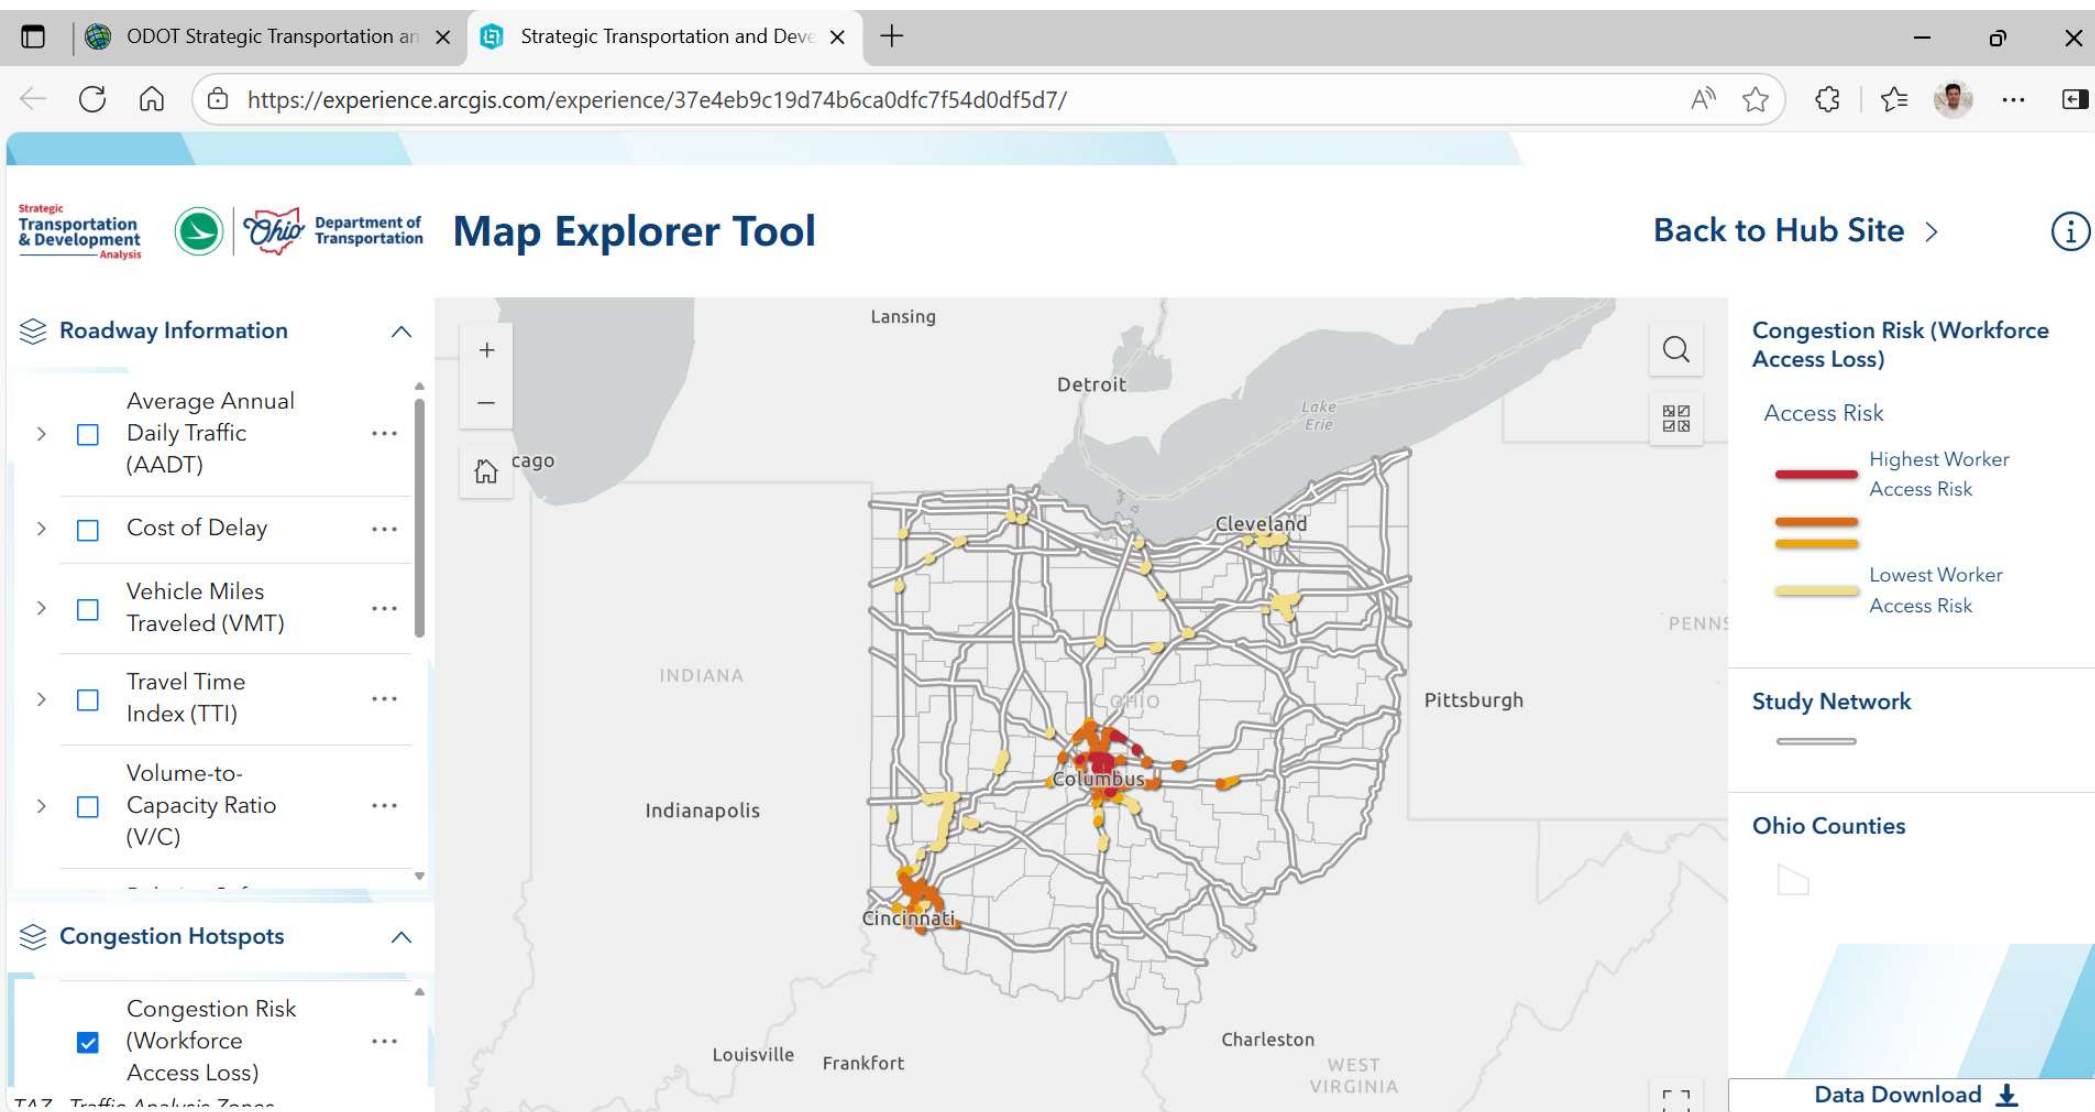 ODOT Strategic Transportation an
Strategic Transportation and Deve
https://experience.arcgis.com/experience/37e4eb9c19d74b6ca0dfc7f54d0df5d7/
Strategic
Transportation
& Development
Analysis
Ohio
Department of
Transportation
Map Explorer Tool
Back to Hub Site
Roadway Information
Average Annual
Daily Traffic
(AADT)
Cost of Delay
Vehicle Miles
Traveled (VMT)
Travel Time
Index (TTI)
Volume-to-
Capacity Ratio
(V/C)
Congestion Hotspots
Congestion Risk
(Workforce
Access Loss)
TAZ - Traffic Analysis Zones
Lansing
Detroit
Lake
Erie
cago
Cleveland
PENNS
INDIANA
OHIO
Pittsburgh
Columbus
Indianapolis
Cincinnati
Charleston
Louisville
Frankfort
WEST
VIRGINIA
Congestion Risk (Workforce
Access Loss)
Access Risk
Highest Worker
Access Risk
Lowest Worker
Access Risk
Study Network
Ohio Counties
Data Download